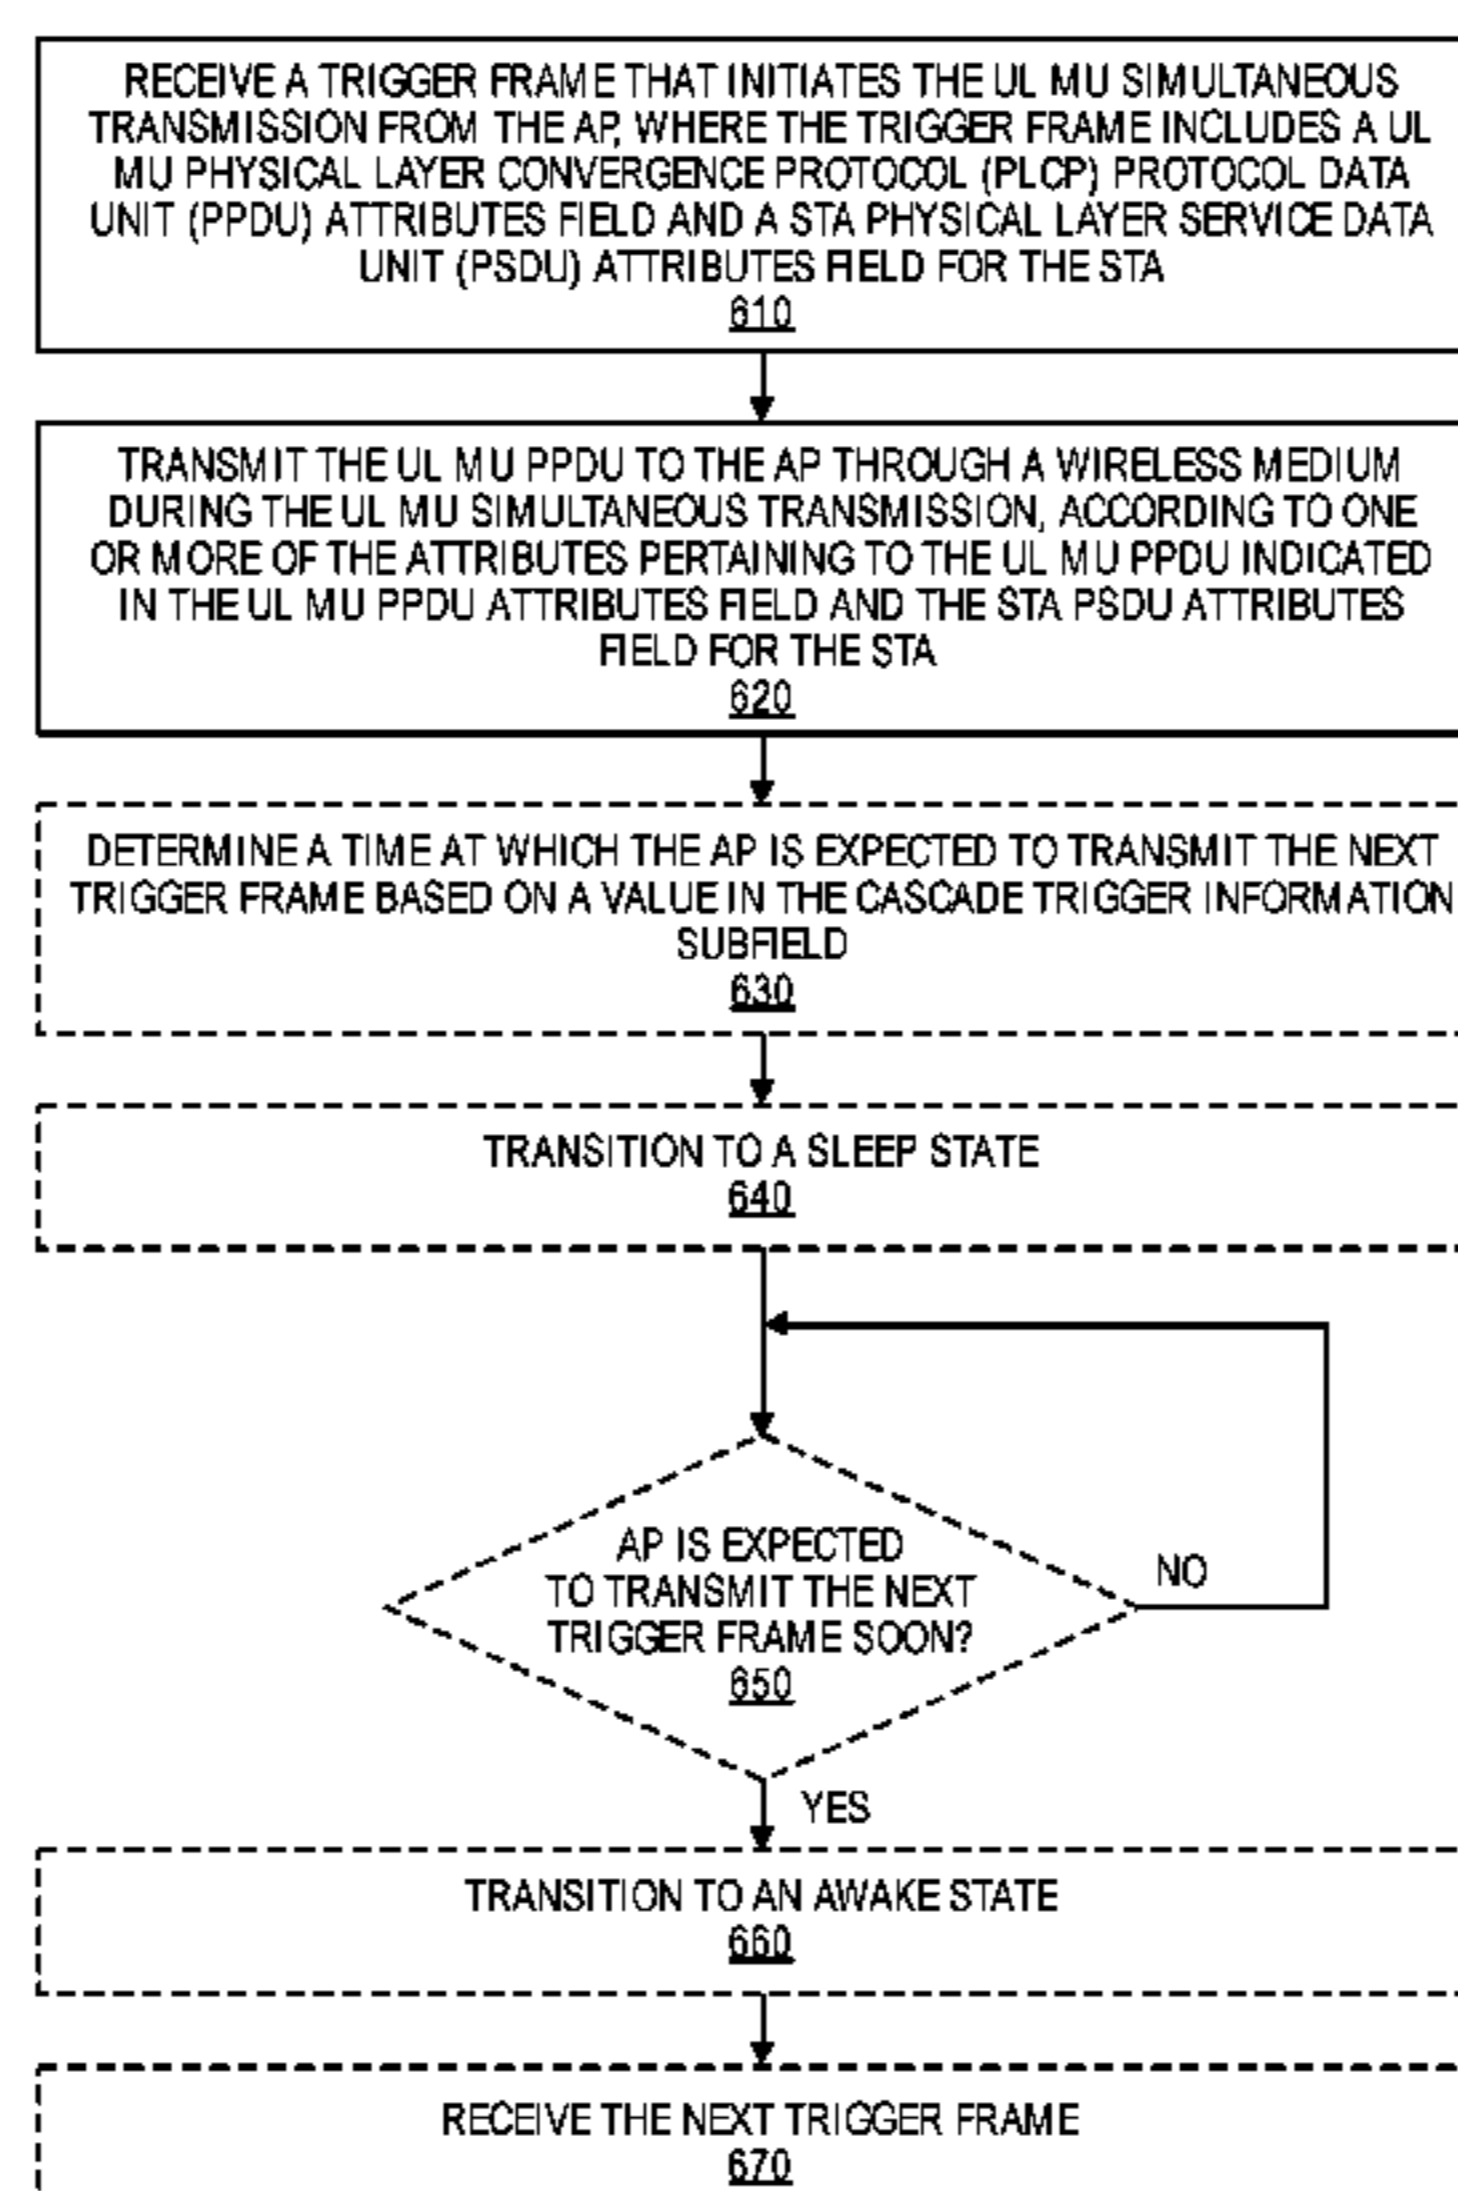 RECEIVE A TRIGGER FRAME THAT INITIATES THE UL MU SIMULTANEOUS
TRANSMISSION FROM THE AP, WHERE THE TRIGGER FRAME INCLUDES A UL
MU PHYSICAL LAYER CONVERGENCE PROTOCOL (PLCP) PROTOCOL DATA
UNIT (PPDU) ATTRIBUTES FIELD AND A STA PHYSICAL LAYER SERVICE DATA
UNIT (PSDU) ATTRIBUTES FIELD FOR THE STA
610
TRANSMIT THE UL MU PPDU TO THE AP THROUGH A WIRELESS MEDIUM
DURING THE UL MU SIMULTANEOUS TRANSMISSION, ACCORDING TO ONE
OR MORE OF THE ATTRIBUTES PERTAINING TO THE UL MU PPDU INDICATED
IN THE UL MU PPDU ATTRIBUTES FIELD AND THE STA PSDU ATTRIBUTES
FIELD FOR THE STA
620
DETERMINE A TIME AT WHICH THE AP IS EXPECTED TO TRANSMIT THE NEXT
TRIGGER FRAME BASED ON A VALUE IN THE CASCADE TRIGGER INFORMATION
SUBFIELD
630
TRANSITION TO A SLEEP STATE
640
AP IS EXPECTED
TO TRANSMIT THE NEXT
TRIGGER FRAME SOON?
650
NO
YES
TRANSITION TO AN AWAKE STATE
660
RECEIVE THE NEXT TRIGGER FRAME
670